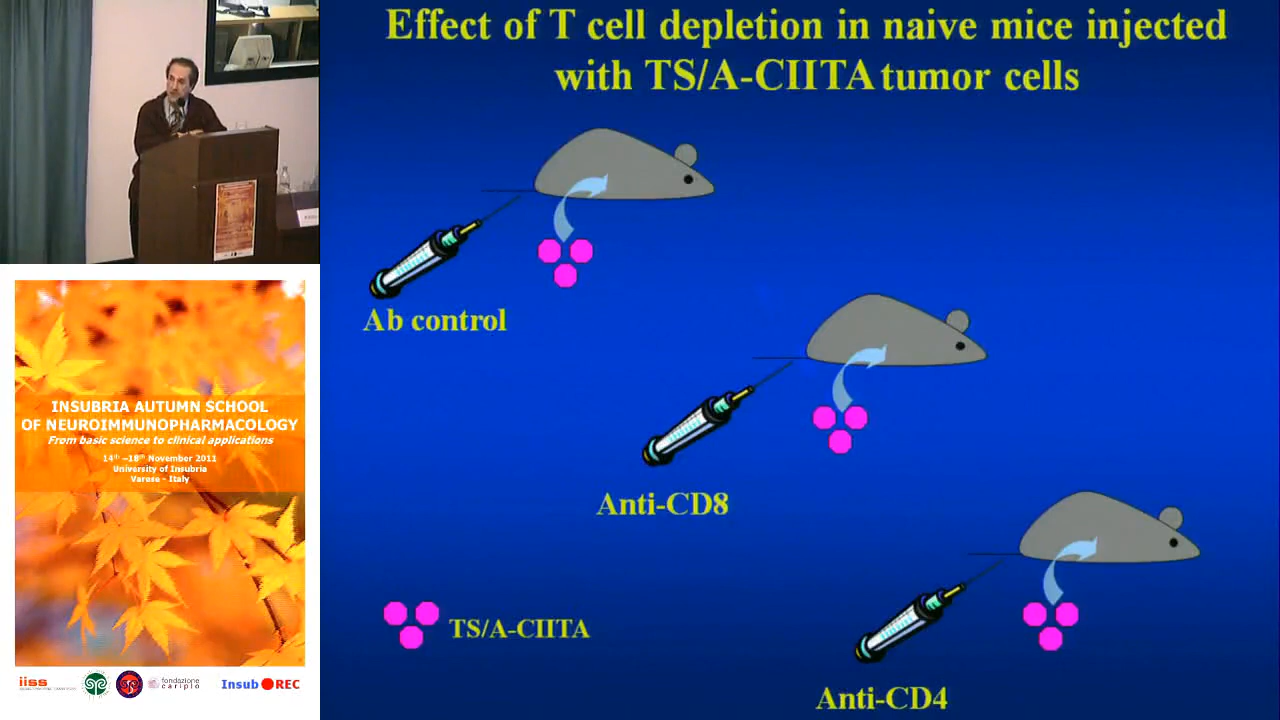 Effect of T cell depletion in naive mice injected
with TS/A-CIITA tumor cells
Ab control
Anti-CD8
TS/A-CIITA
Anti-CD4
INSUBRIA AUTUMN SCHOOL
OF NEUROIMMUNOPHARMACOLOGY
From basic science to clinical applications
14th –18th November 2011
University of Insubria
Varese - Italy
iiss
fondazione
cariplo
Insub REC